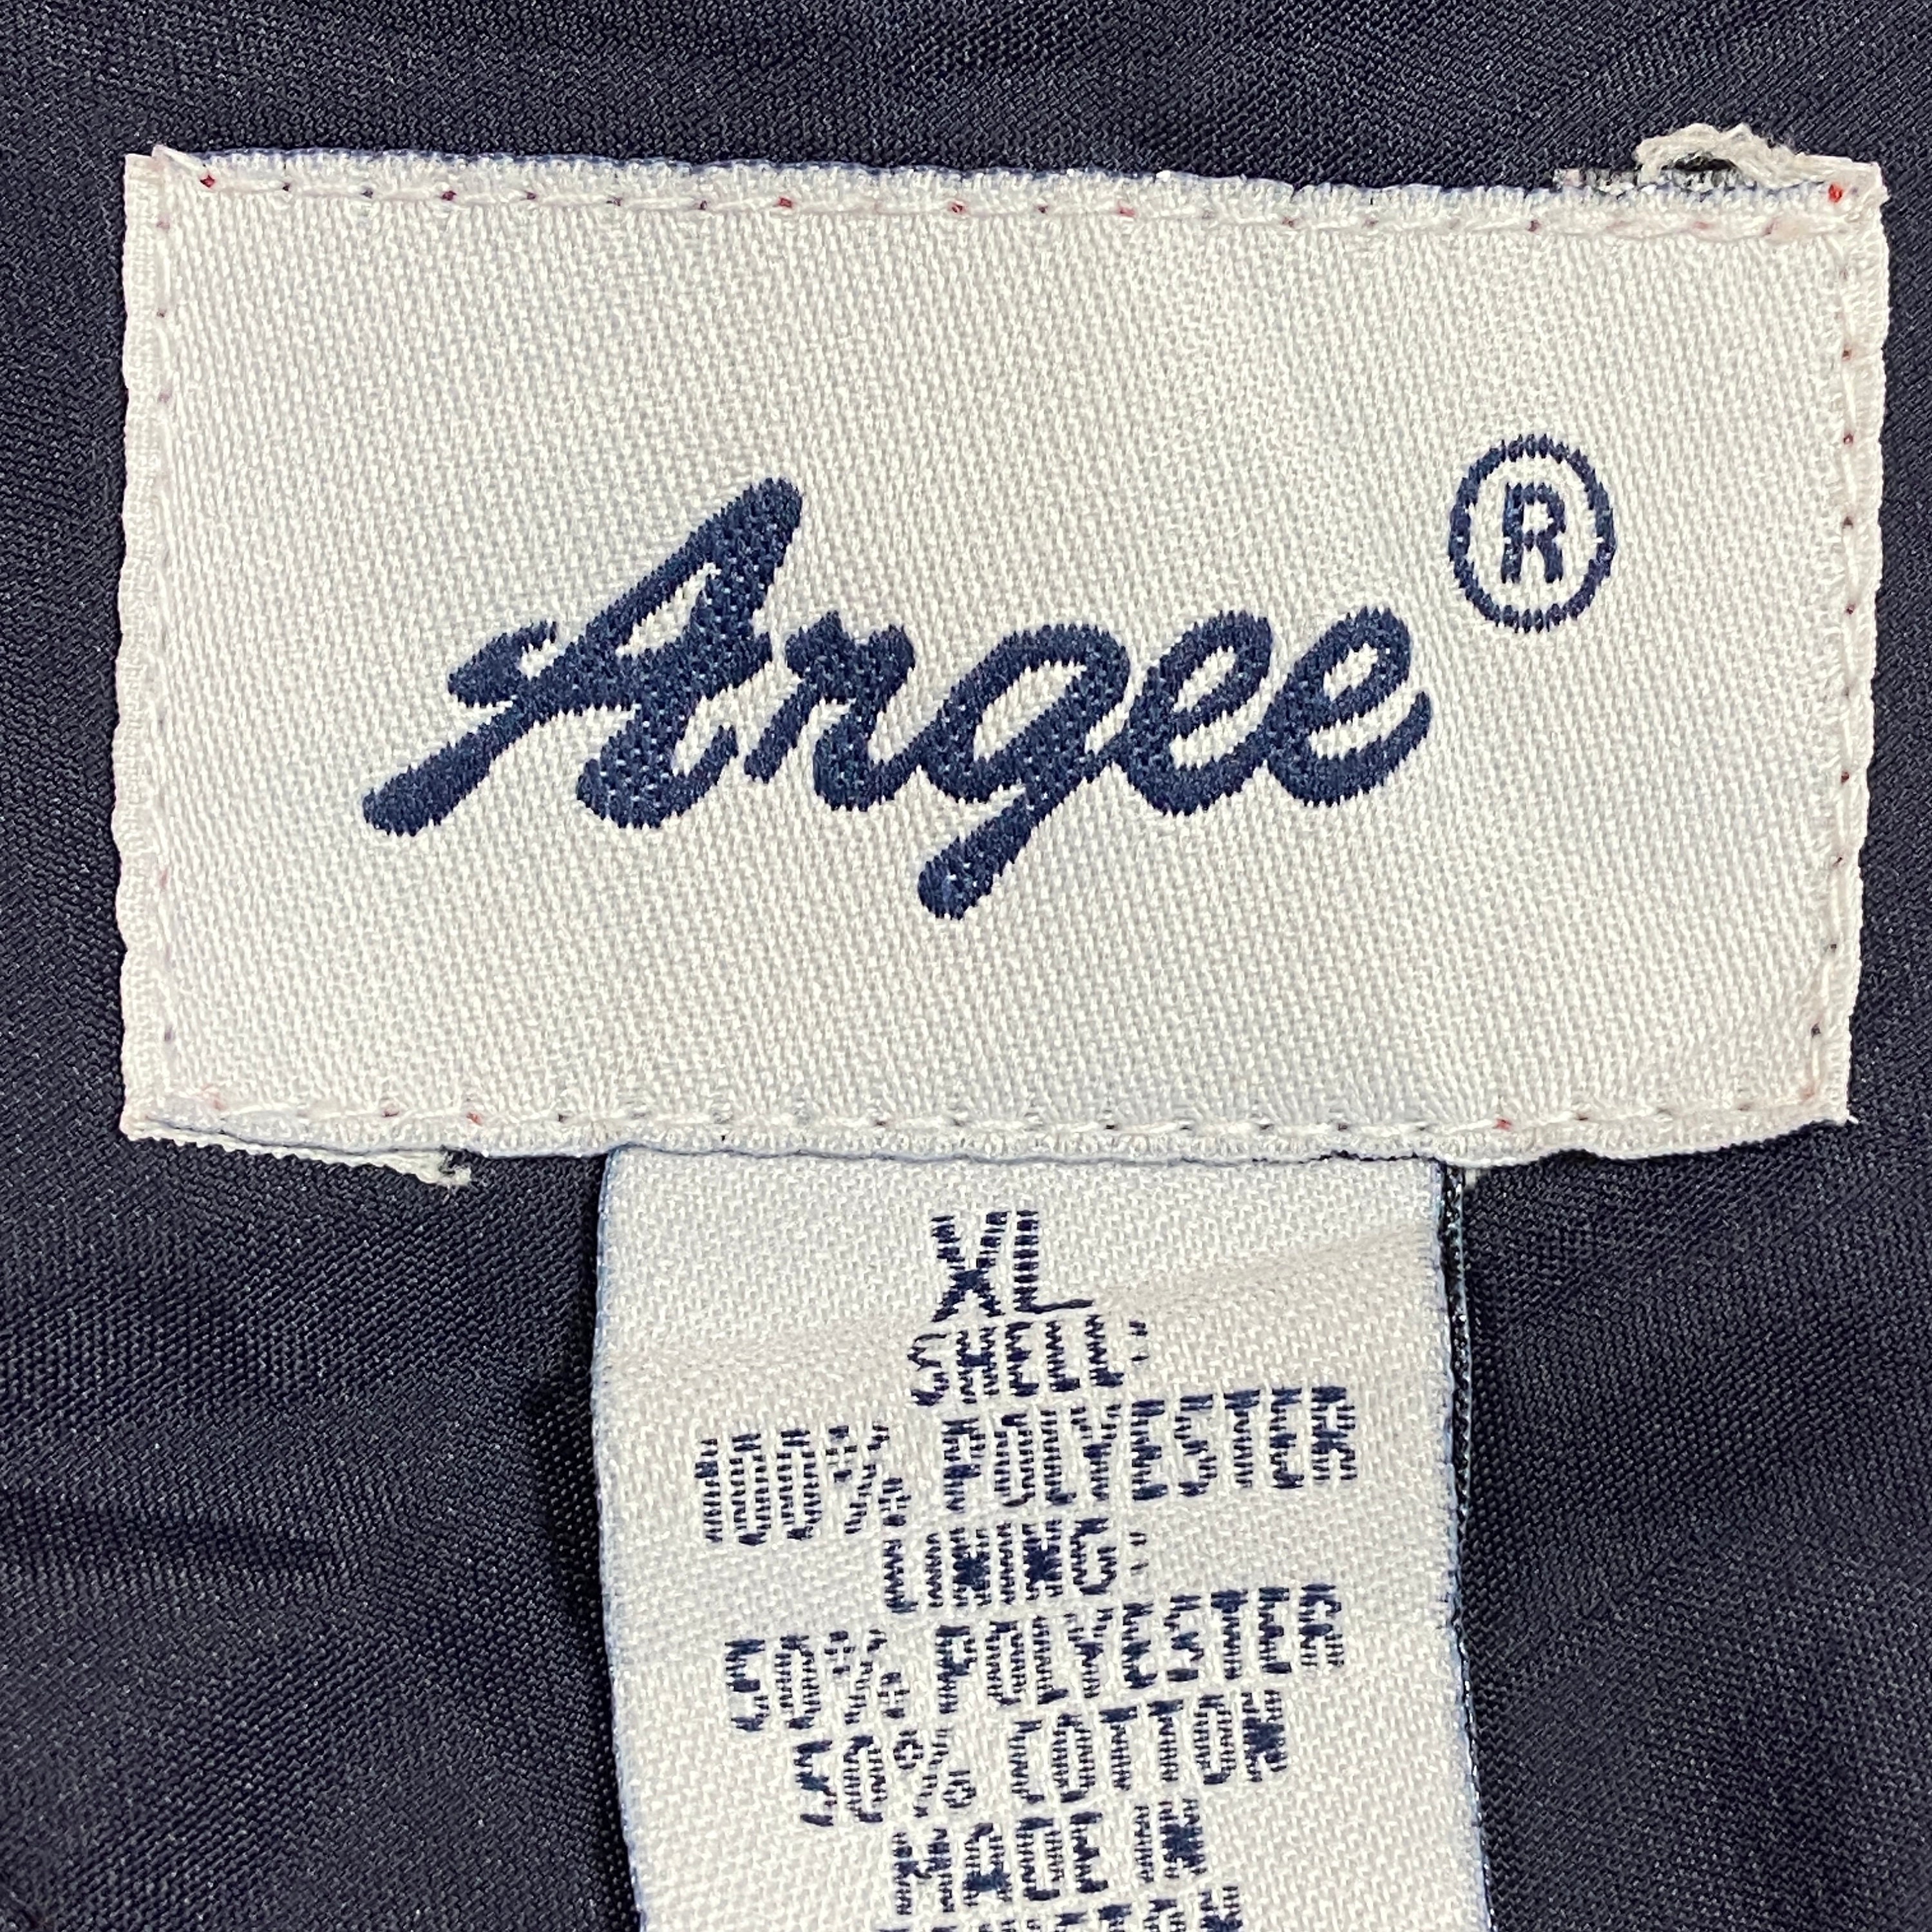 Argee ®
XL
SHELL:
100% POLYESTER
LINING:
50% POLYESTER
50% COTTON
MADE IN